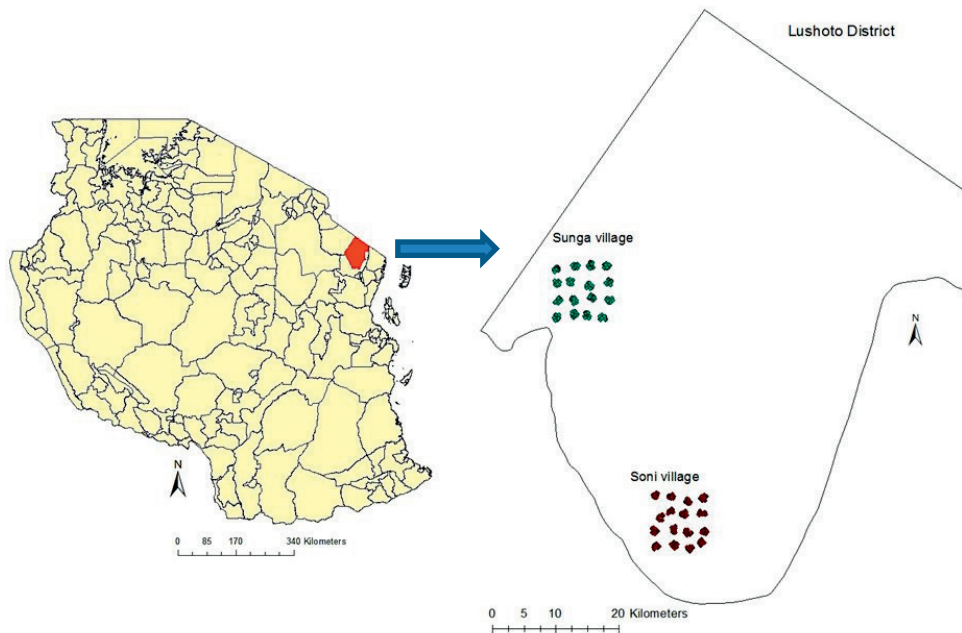 Lushoto District
Sunga village
N
Soni village
N
0 85 170 340 Kilometers
0 5 10 20 Kilometers